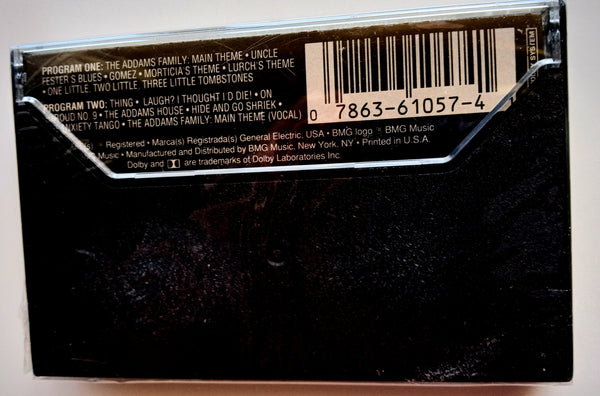 PROGRAM ONE: THE ADDAMS FAMILY: MAIN THEME • UNCLE
FESTER'S BLUES • GOMEZ • MORTICIA'S THEME • LURCH'S THEME
• ONE LITTLE, TWO LITTLE, THREE LITTLE TOMBSTONES
PROGRAM TWO: THING • LAUGH? I THOUGHT I'D DIE! • ON
ROUD NO. 9 • THE ADDAMS HOUSE • HIDE AND GO SHRIEK •
NXIETY TANGO • THE ADDAMS FAMILY: MAIN THEME (VOCAL)
Registered • Marca(s) Registrada(s) General Electric, USA • BMG logo ® BMG Music
Music • Manufactured and Distributed by BMG Music, New York, NY • Printed in U.S.A.
Dolby and are trademarks of Dolby Laboratories Inc.
0 7863-61057-4